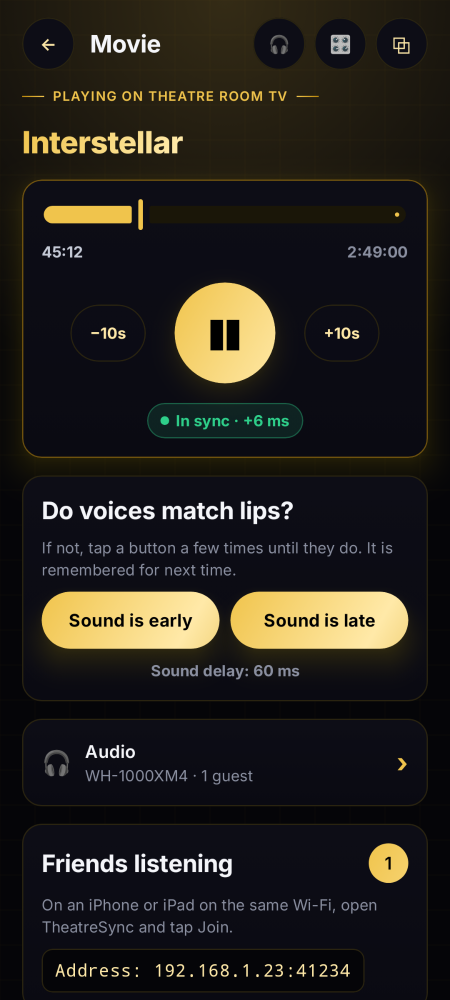 Movie
PLAYING ON THEATRE ROOM TV
Interstellar
45:12
2:49:00
−10s
+10s
In sync · +6 ms
Do voices match lips?
If not, tap a button a few times until they do. It is
remembered for next time.
Sound is early
Sound is late
Sound delay: 60 ms
Audio
WH-1000XM4 · 1 guest
Friends listening
1
On an iPhone or iPad on the same Wi-Fi, open
TheatreSync and tap Join.
Address: 192.168.1.23:41234